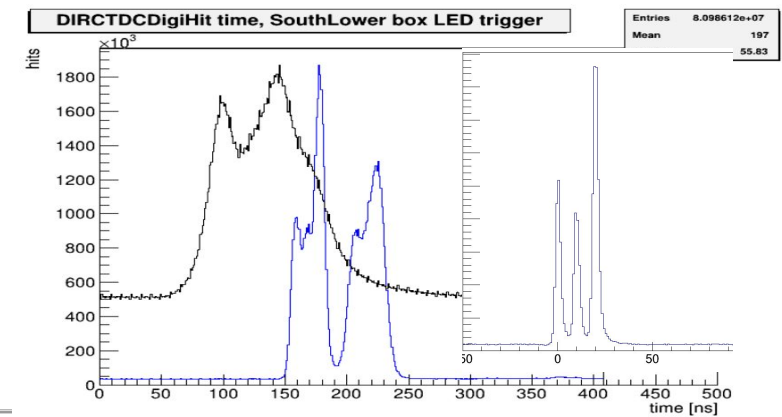 DIRCTDCDigiHit time, SouthLower box LED trigger
Entries 8.098612e+07
Mean 197
55.83
×10³
hits
1800
1600
1400
1200
1000
800
600
400
200
0
0 50 100 150 200 250 300 350 400 450 500
time [ns]
50 0 50